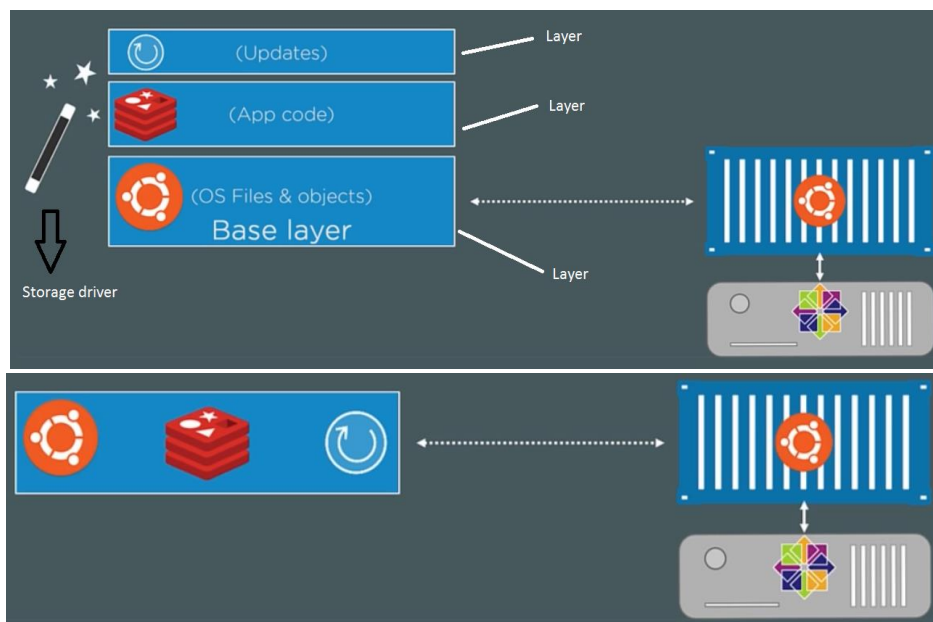 (Updates)
Layer
(App code)
Layer
(OS Files & objects)
Base layer
Layer
Storage driver